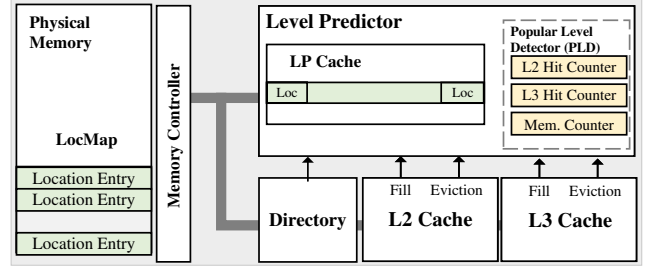 Physical
Memory
LocMap
Location Entry
Location Entry
Location Entry
Memory Controller
Level Predictor
LP Cache
Loc
Loc
Popular Level
Detector (PLD)
L2 Hit Counter
L3 Hit Counter
Mem. Counter
Directory
Fill Eviction
L2 Cache
Fill Eviction
L3 Cache